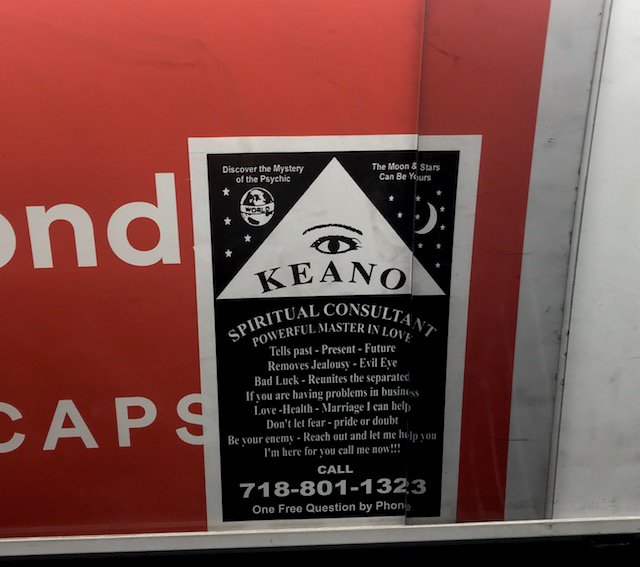 Discover the Mystery
of the Psychic
The Moon & Stars
Can Be Yours
WORLD
ond
KEANO
SPIRITUAL CONSULTANT
POWERFUL MASTER IN LOVE
Tells past - Present - Future
Removes Jealousy - Evil Eye
Bad Luck - Reunites the separated
If you are having problems in business
Love -Health - Marriage I can help
Don't let fear - pride or doubt
CAPS
Be your enemy - Reach out and let me help you
I'm here for you call me now!!!
CALL
718-801-1323
One Free Question by Phone